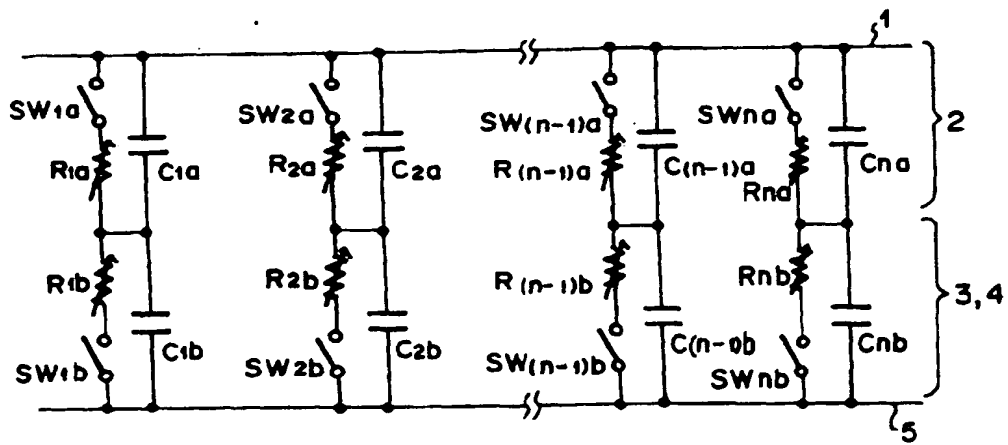 1
SW1a
SW2a
SW(n-1)a
SWna
2
R1a
C1a
R2a
C2a
R(n-1)a
C(n-1)a
Rna
Cna
R1b
R2b
R(n-1)b
Rnb
3,4
C1b
C2b
C(n-1)b
Cnb
SW1b
SW2b
SW(n-1)b
SWnb
5